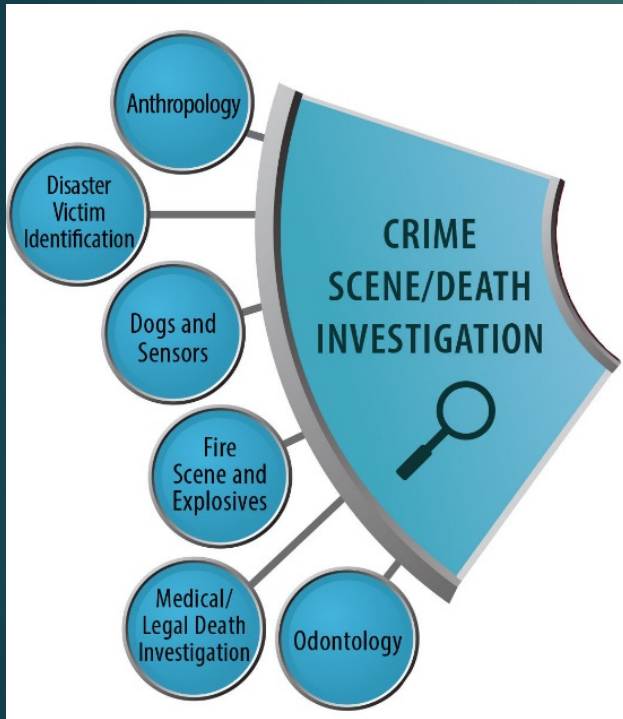 Anthropology
Disaster
Victim
Identification
Dogs and
Sensors
Fire
Scene and
Explosives
Medical/
Legal Death
Investigation
Odontology
CRIME
SCENE/DEATH
INVESTIGATION